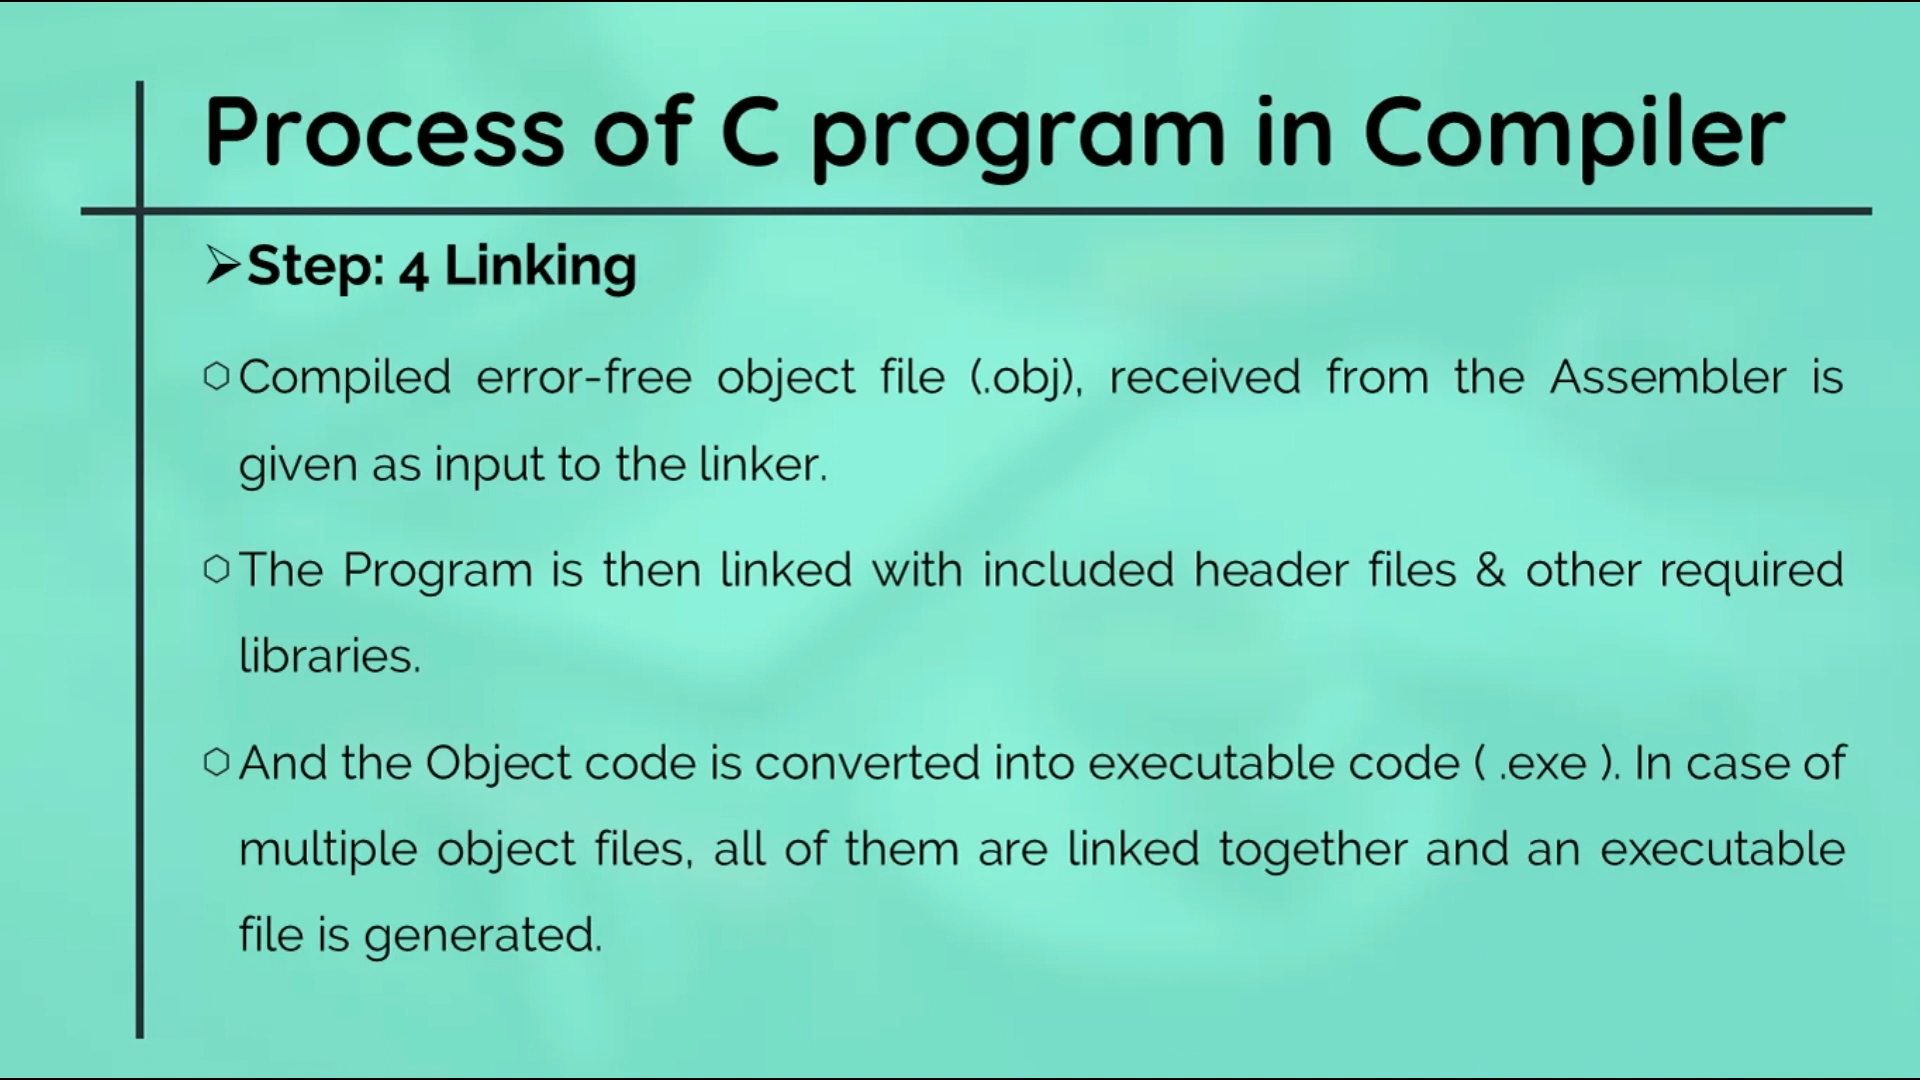 Process of C program in Compiler
➢Step: 4 Linking
Compiled error-free object file (.obj), received from the Assembler is
given as input to the linker.
The Program is then linked with included header files & other required
libraries.
And the Object code is converted into executable code ( .exe ). In case of
multiple object files, all of them are linked together and an executable
file is generated.